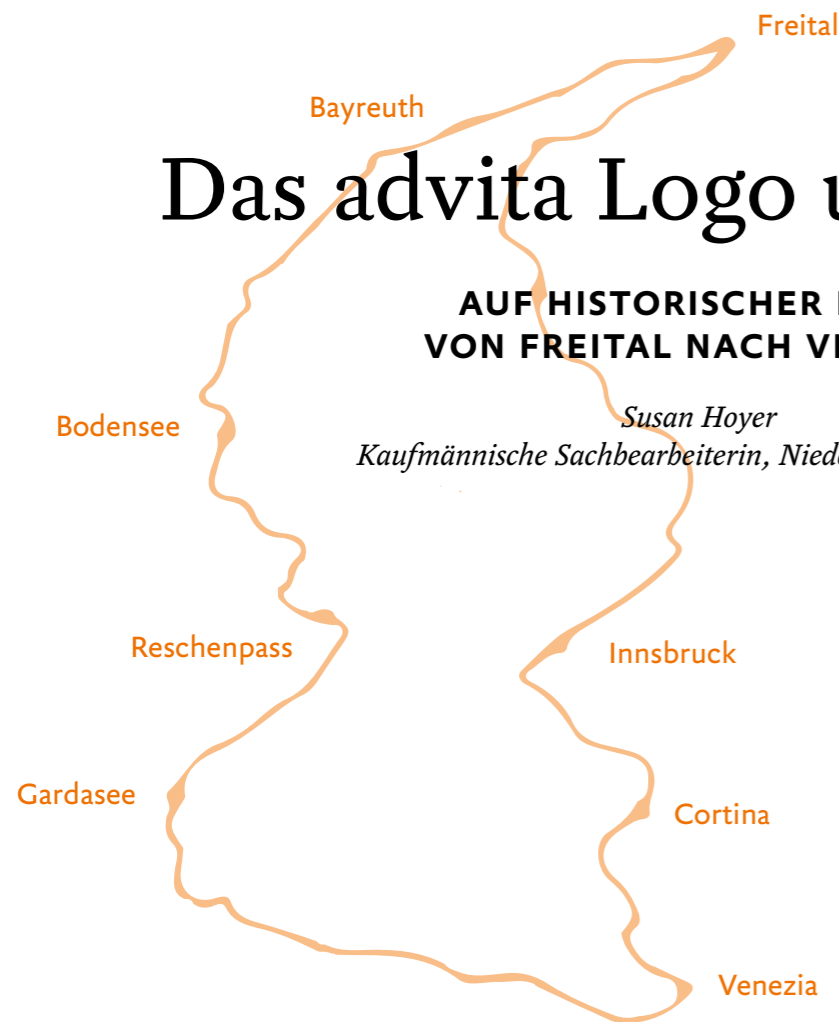 Freital
Bayreuth
Das advita Logo
AUF HISTORISCHER
VON FREITAL NACH
Susan Hoyer
Bodensee
Kaufmännische Sachbearbeiterin,
Reschenpass
Innsbruck
Gardasee
Cortina
Venezia